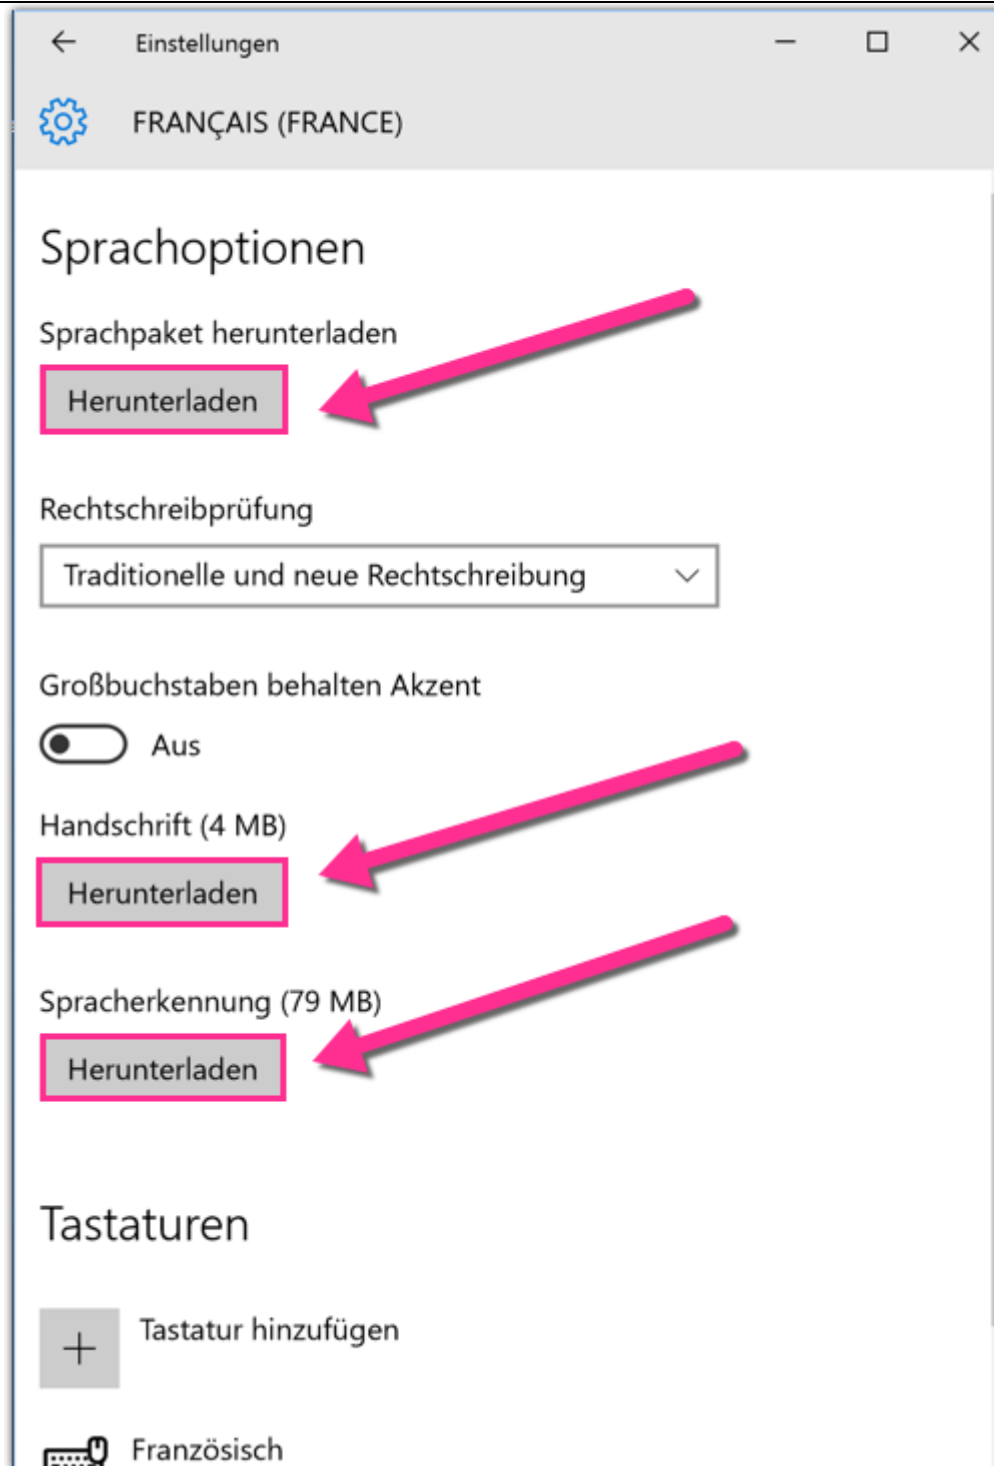 Einstellungen
FRANÇAIS (FRANCE)
Sprachoptionen
Sprachpaket herunterladen
Herunterladen
Rechtschreibprüfung
Traditionelle und neue Rechtschreibung
Großbuchstaben behalten Akzent
Aus
Handschrift (4 MB)
Herunterladen
Spracherkennung (79 MB)
Herunterladen
Tastaturen
Tastatur hinzufügen
Französisch